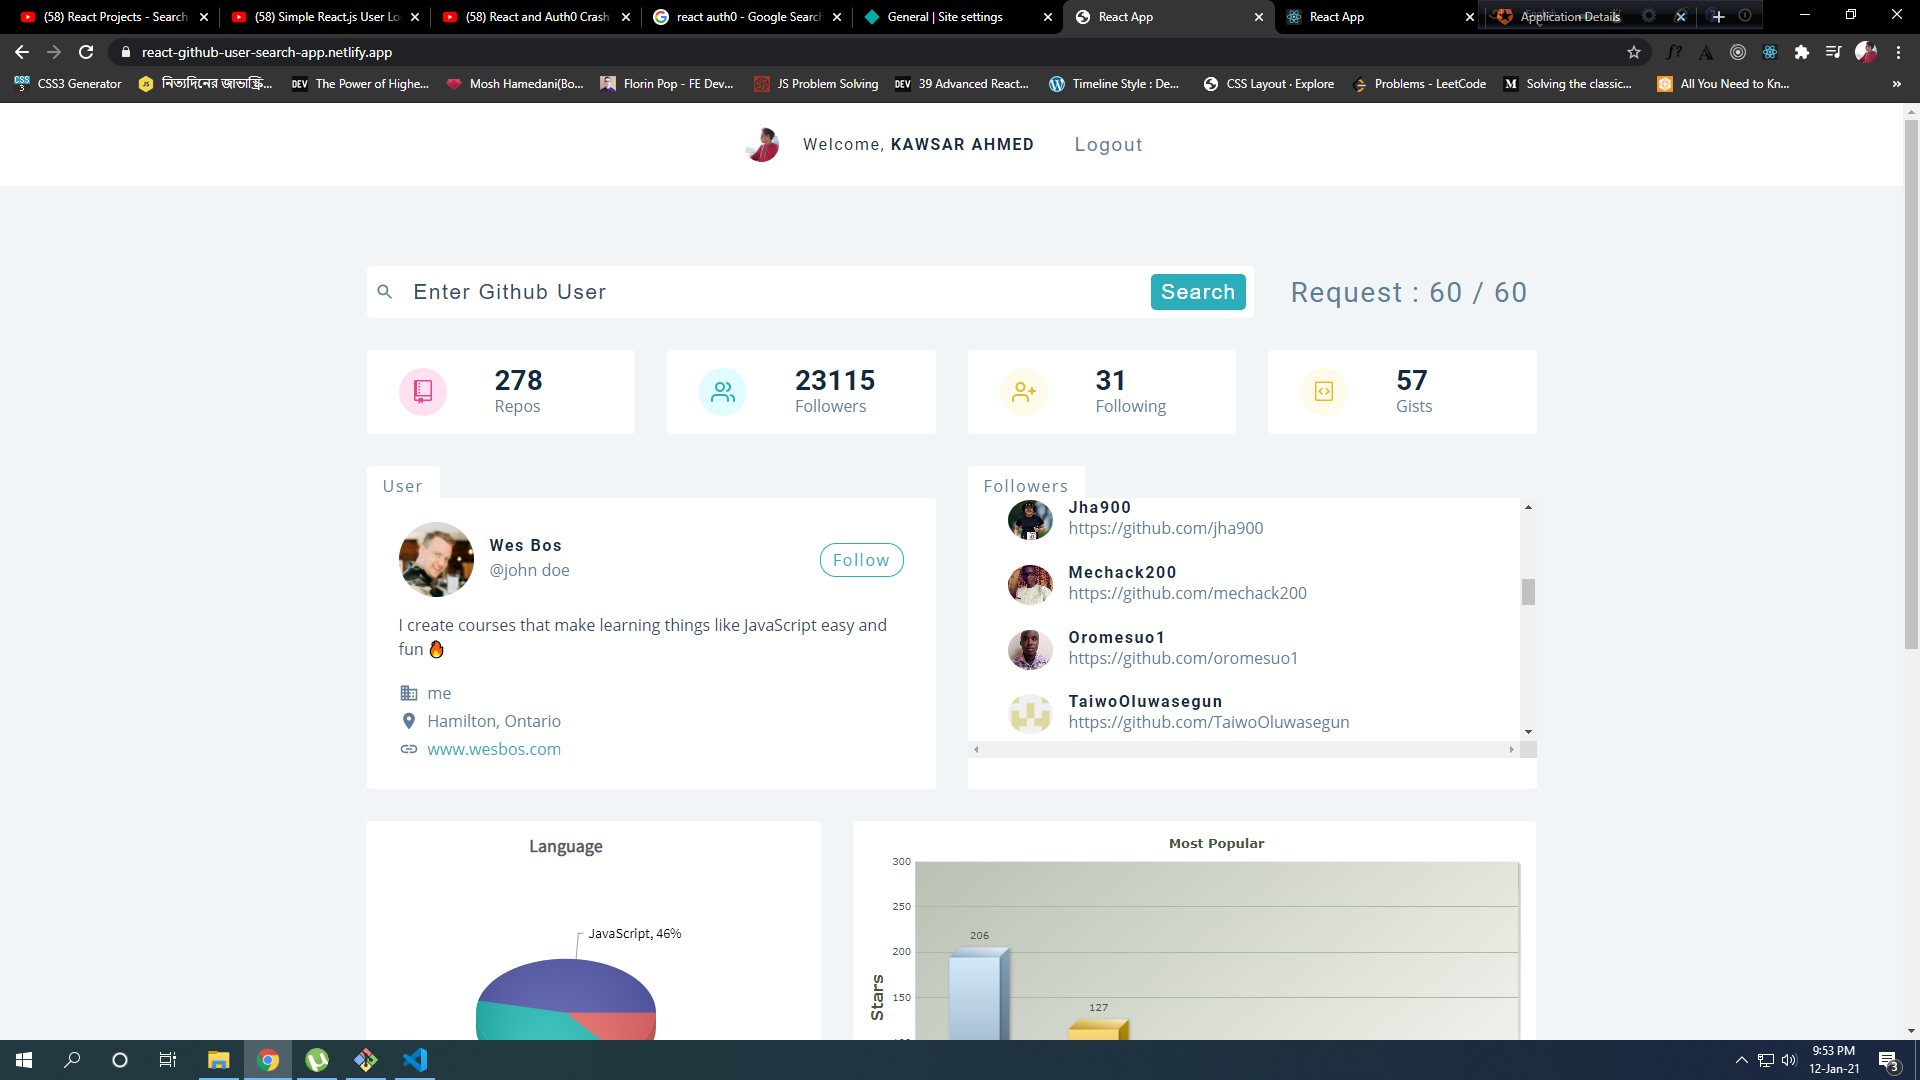 (58) React Projects - Search
(58) Simple React.js User Lo
(58) React and Auth0 Crash
react auth0 - Google Search
General | Site settings
React App
React App
Application Details
react-github-user-search-app.netlify.app
CSS3 Generator
নিত্যদিনের জাভাস্ক্রি...
The Power of Highe...
Mosh Hamedani(Bo...
Florin Pop - FE Dev...
JS Problem Solving
39 Advanced React...
Timeline Style : De...
CSS Layout · Explore
Problems - LeetCode
Solving the classic...
All You Need to Kn...
Welcome, KAWSAR AHMED
Logout
Enter Github User
Search
Request : 60 / 60
278
Repos
23115
Followers
31
Following
57
Gists
User
Wes Bos
@john doe
Follow
I create courses that make learning things like JavaScript easy and
fun 🔥
me
Hamilton, Ontario
www.wesbos.com
Followers
Jha900
https://github.com/jha900
Mechack200
https://github.com/mechack200
Oromesuo1
https://github.com/oromesuo1
TaiwoOluwasegun
https://github.com/TaiwoOluwasegun
Language
JavaScript, 46%
Most Popular
300
250
200
150
Stars
206
127
9:53 PM
12-Jan-21
3